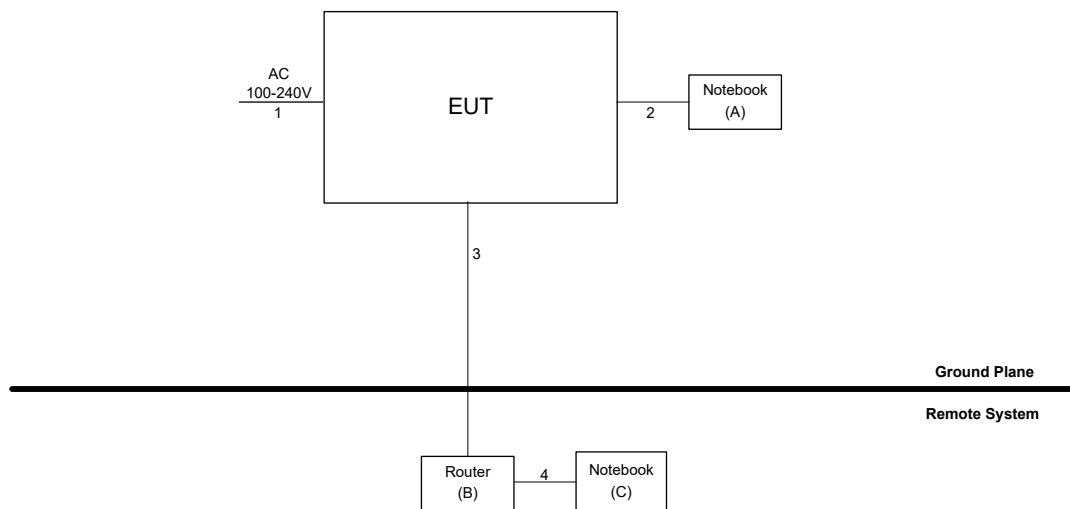 AC
100-240V
1
EUT
2
Notebook
(A)
3
Ground Plane
Remote System
Router
(B)
4
Notebook
(C)